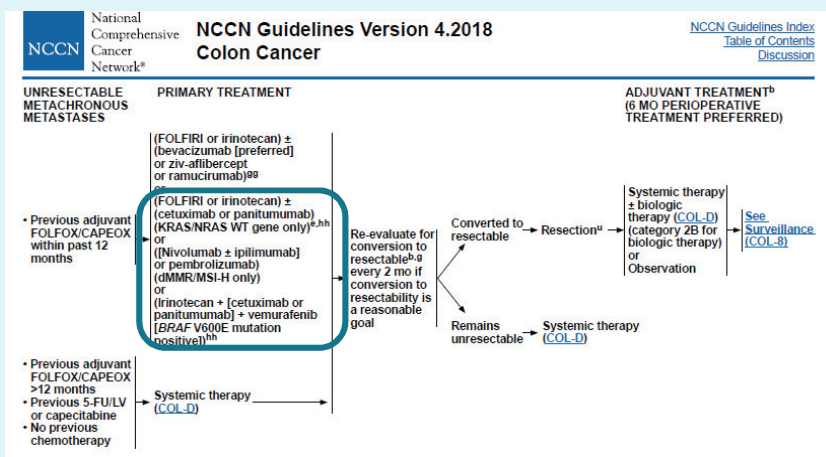 National
Comprehensive
NCCN Cancer
Network®
NCCN Guidelines Version 4.2018
Colon Cancer
NCCN Guidelines Index
Table of Contents
Discussion
UNRESECTABLE
METACHRONOUS
METASTASES
PRIMARY TREATMENT
ADJUVANT TREATMENTᵇ
(6 MO PERIOPERATIVE
TREATMENT PREFERRED)
• Previous adjuvant
FOLFOX/CAPEOX
within past 12
months
(FOLFIRI or irinotecan) ±
(bevacizumab [preferred]
or ziv-aflibercept
or ramucirumab)ᵍᵍ
or
(FOLFIRI or irinotecan) ±
(cetuximab or panitumumab)
(KRAS/NRAS WT gene only)ᵉ,ʰʰ
or
([Nivolumab ± ipilimumab]
or pembrolizumab)
(dMMR/MSI-H only)
or
(Irinotecan + [cetuximab or
panitumumab] + vemurafenib
[BRAF V600E mutation
positive])ʰʰ
Re-evaluate for
conversion to
resectableᵇ,ᵍ
every 2 mo if
conversion to
resectability is
a reasonable
goal
Converted to
resectable
Resectionᵘ
Systemic therapy
± biologic
therapy (COL-D)
(category 2B for
biologic therapy)
or
Observation
See
Surveillance
(COL-8)
Remains
unresectable
Systemic therapy
(COL-D)
• Previous adjuvant
FOLFOX/CAPEOX
>12 months
• Previous 5-FU/LV
or capecitabine
• No previous
chemotherapy
Systemic therapy
(COL-D)